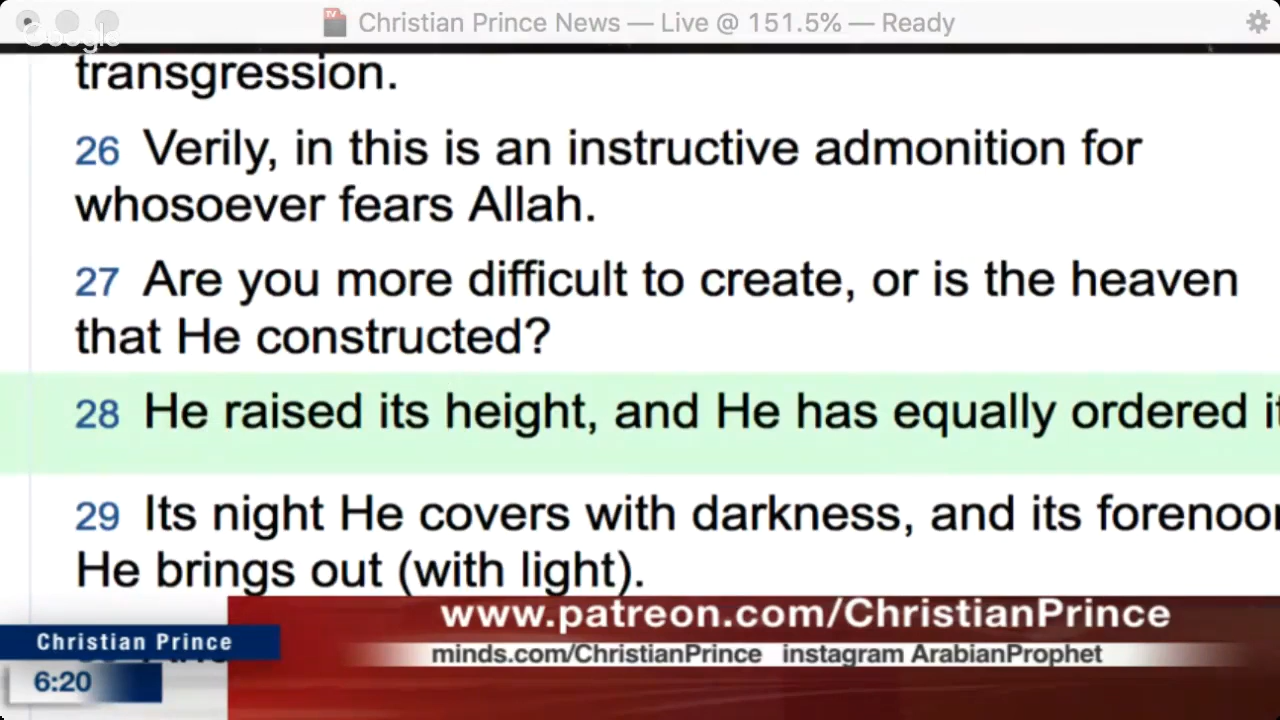 Christian Prince News — Live @ 151.5% — Ready
Google
transgression.
26 Verily, in this is an instructive admonition for
whosoever fears Allah.
27 Are you more difficult to create, or is the heaven
that He constructed?
28 He raised its height, and He has equally ordered it
29 Its night He covers with darkness, and its forenoon
He brings out (with light).
www.patreon.com/ChristianPrince
Christian Prince
minds.com/ChristianPrince instagram ArabianProphet
6:20